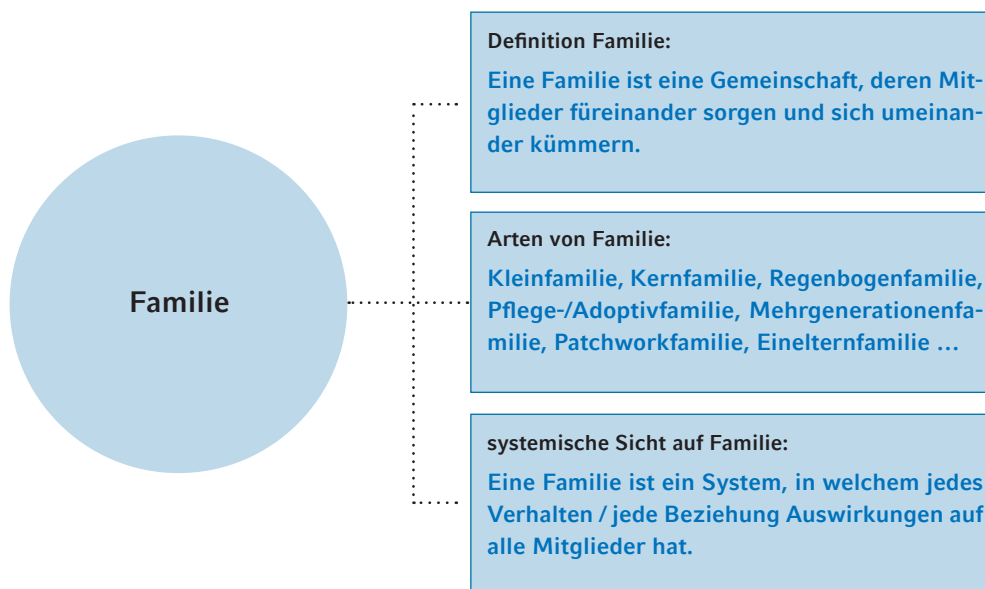 Familie
Definition Familie:
Eine Familie ist eine Gemeinschaft, deren Mit-
glieder füreinander sorgen und sich umeinan-
der kümmern.
Arten von Familie:
Kleinfamilie, Kernfamilie, Regenbogenfamilie,
Pflege-/Adoptivfamilie, Mehrgenerationenfa-
milie, Patchworkfamilie, Einelternfamilie …
systemische Sicht auf Familie:
Eine Familie ist ein System, in welchem jedes
Verhalten / jede Beziehung Auswirkungen auf
alle Mitglieder hat.